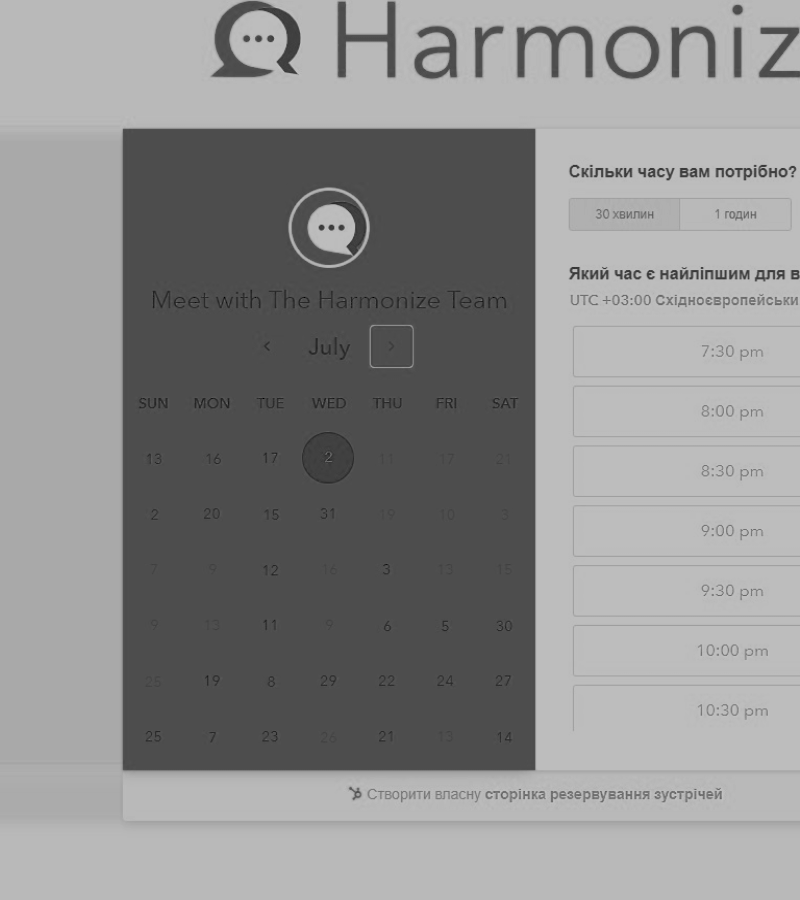 Harmoniz
Meet with The Harmonize Team
July
SUN MON TUE WED THU FRI SAT
13 16 17 2 11 17 21
2 20 15 31 19 10 3
7 9 12 16 3 13 15
9 13 11 9 6 5 30
25 19 8 29 22 24 27
25 7 23 26 21 13 14
Скільки часу вам потрібно?
30 хвилин 1 годин
Який час є найліпшим для в
UTC +03:00 Східноєвропейськи
7:30 pm
8:00 pm
8:30 pm
9:00 pm
9:30 pm
10:00 pm
10:30 pm
Створити власну сторінка резервування зустрічей